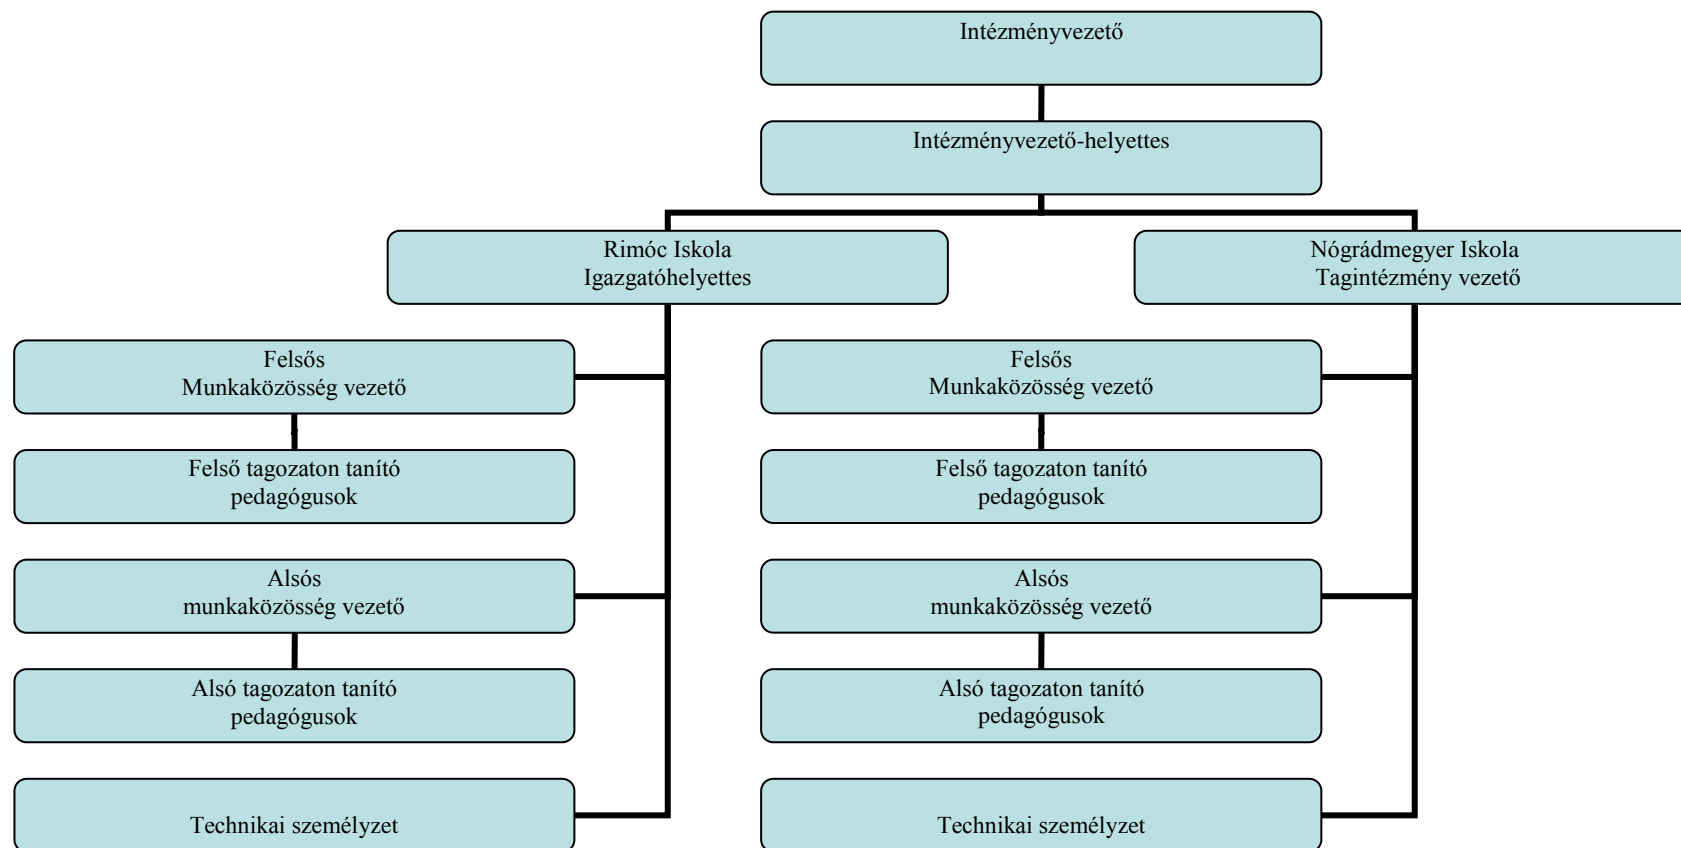 Intézményvezető
Intézményvezető-helyettes
Rimóc Iskola
Igazgatóhelyettes
Nógrádmegyer Iskola
Tagintézmény vezető
Felsős
Munkaközösség vezető
Felső tagozaton tanító
pedagógusok
Alsós
munkaközösség vezető
Alsó tagozaton tanító
pedagógusok
Technikai személyzet
Felsős
Munkaközösség vezető
Felső tagozaton tanító
pedagógusok
Alsós
munkaközösség vezető
Alsó tagozaton tanító
pedagógusok
Technikai személyzet